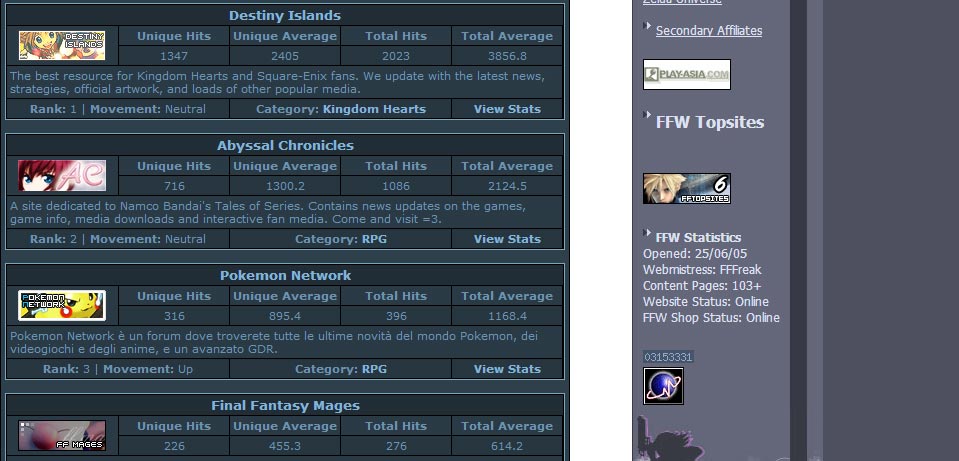 Destiny Islands
DESTINY
ISLANDS
Unique Hits Unique Average Total Hits Total Average
1347 2405 2023 3856.8
The best resource for Kingdom Hearts and Square-Enix fans. We update with the latest news,
strategies, official artwork, and loads of other popular media.
Rank: 1 | Movement: Neutral Category: Kingdom Hearts View Stats
Abyssal Chronicles
AC
Unique Hits Unique Average Total Hits Total Average
716 1300.2 1086 2124.5
A site dedicated to Namco Bandai's Tales of Series. Contains news updates on the games,
game info, media downloads and interactive fan media. Come and visit =3.
Rank: 2 | Movement: Neutral Category: RPG View Stats
Pokemon Network
POKEMON
NETWORK
Unique Hits Unique Average Total Hits Total Average
316 895.4 396 1168.4
Pokemon Network è un forum dove troverete tutte le ultime novità del mondo Pokemon, dei
videogiochi e degli anime, e un avanzato GDR.
Rank: 3 | Movement: Up Category: RPG View Stats
Final Fantasy Mages
FF MAGES
Unique Hits Unique Average Total Hits Total Average
226 455.3 276 614.2
Zelda Universe
Secondary Affiliates
PLAY-ASIA.COM
FFW Topsites
6
FFTOPSITES
FFW Statistics
Opened: 25/06/05
Webmistress: FFFreak
Content Pages: 103+
Website Status: Online
FFW Shop Status: Online
03153331